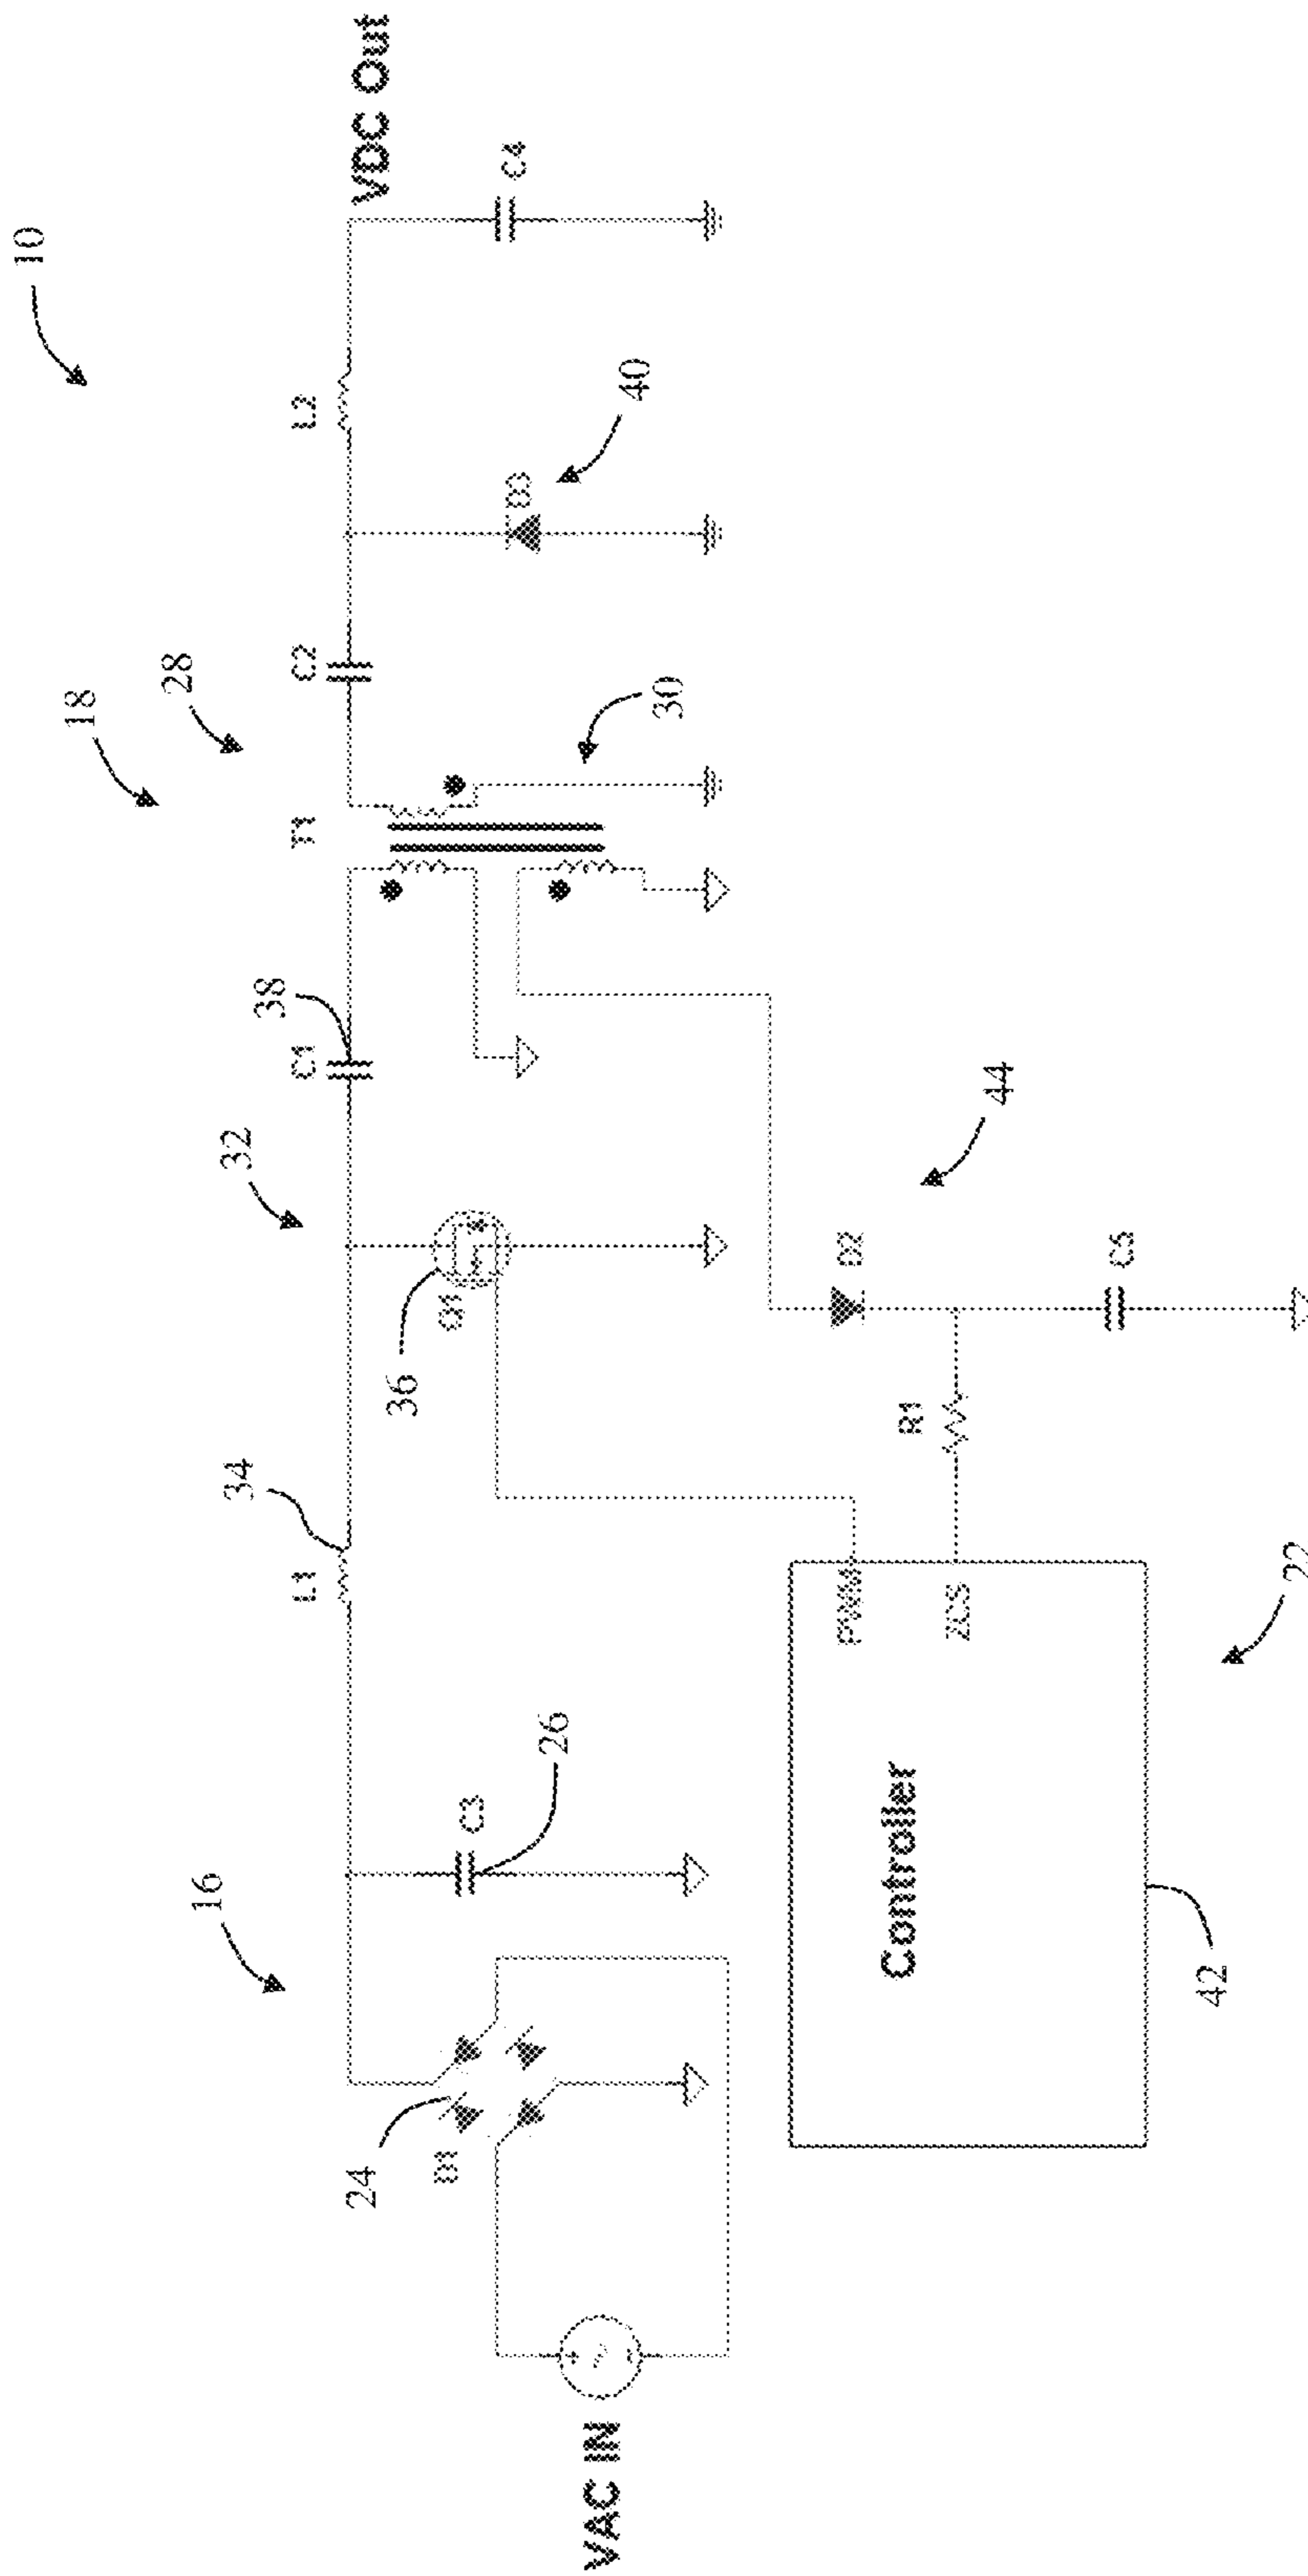 10
18
28
VDC Out
32
C1
38
T1
C2
L2
C4
34
L1
16
36
Q1
30
D3
40
24
D1
C3
26
VAC IN
+
-
44
D2
R1
C5
PWM
ZCS
Controller
42
22